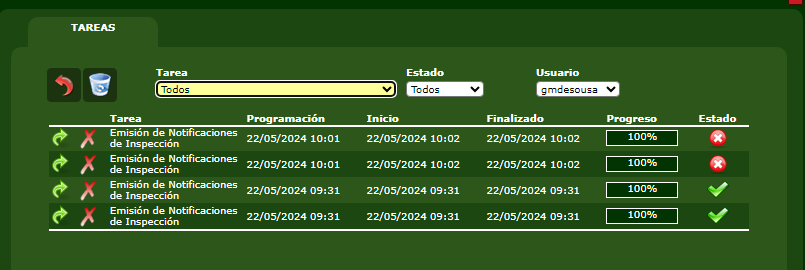 TAREAS
Tarea Estado Usuario
Todos Todos gmdesousa
Tarea Programación Inicio Finalizado Progreso Estado
Emisión de Notificaciones
de Inspección 22/05/2024 10:01 22/05/2024 10:02 22/05/2024 10:02 100%
Emisión de Notificaciones
de Inspección 22/05/2024 10:01 22/05/2024 10:02 22/05/2024 10:02 100%
Emisión de Notificaciones
de Inspección 22/05/2024 09:31 22/05/2024 09:31 22/05/2024 09:31 100%
Emisión de Notificaciones
de Inspección 22/05/2024 09:31 22/05/2024 09:31 22/05/2024 09:31 100%